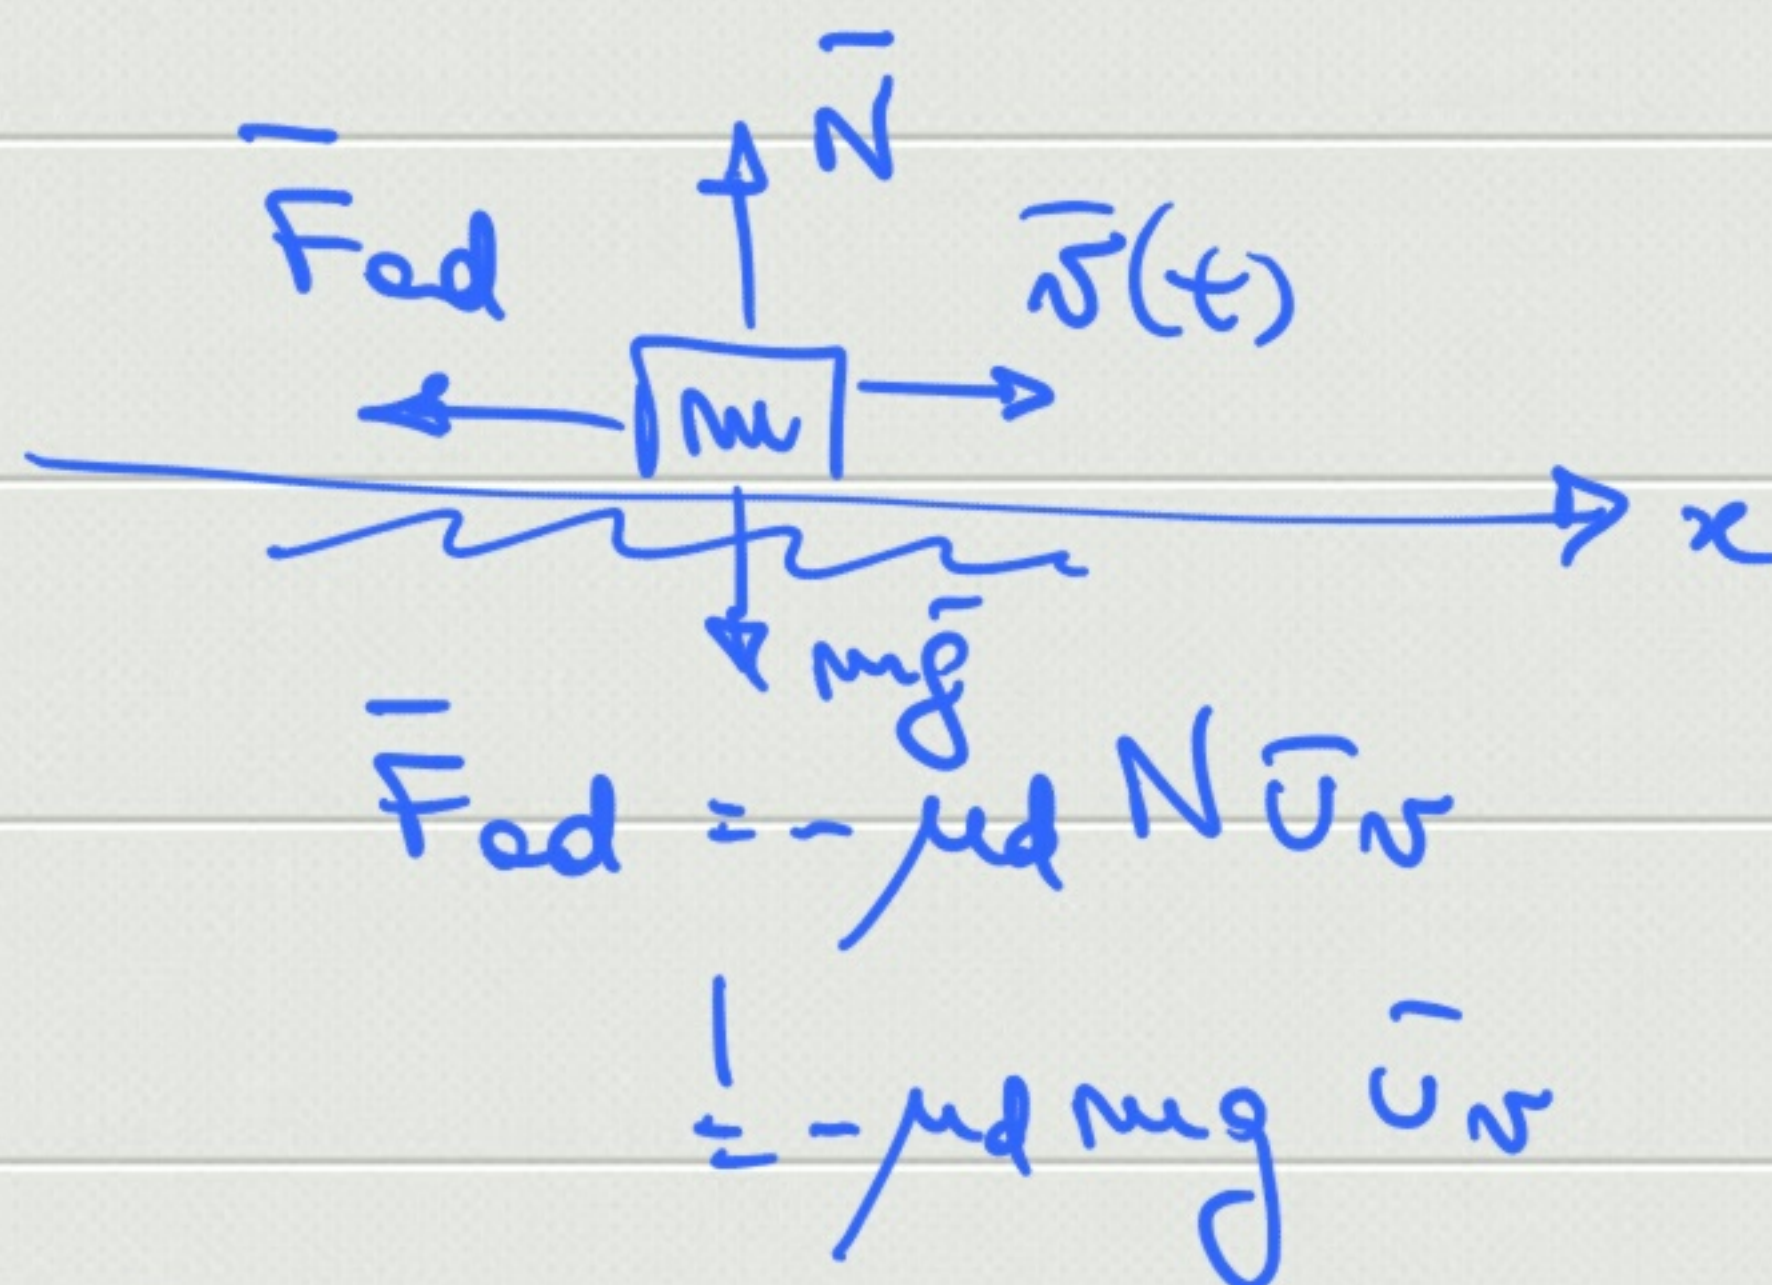 N̄
F̄ad
v̄(t)
m
x
mḡ
F̄ad = - μd N ūv
= - μd mg ūv